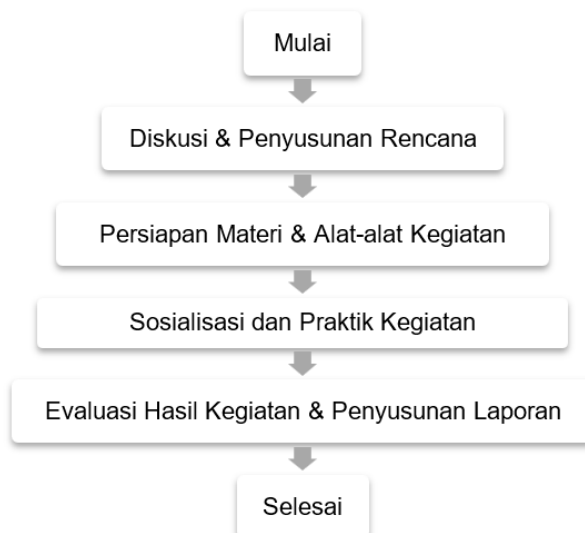 Mulai
Diskusi & Penyusunan Rencana
Persiapan Materi & Alat-alat Kegiatan
Sosialisasi dan Praktik Kegiatan
Evaluasi Hasil Kegiatan & Penyusunan Laporan
Selesai